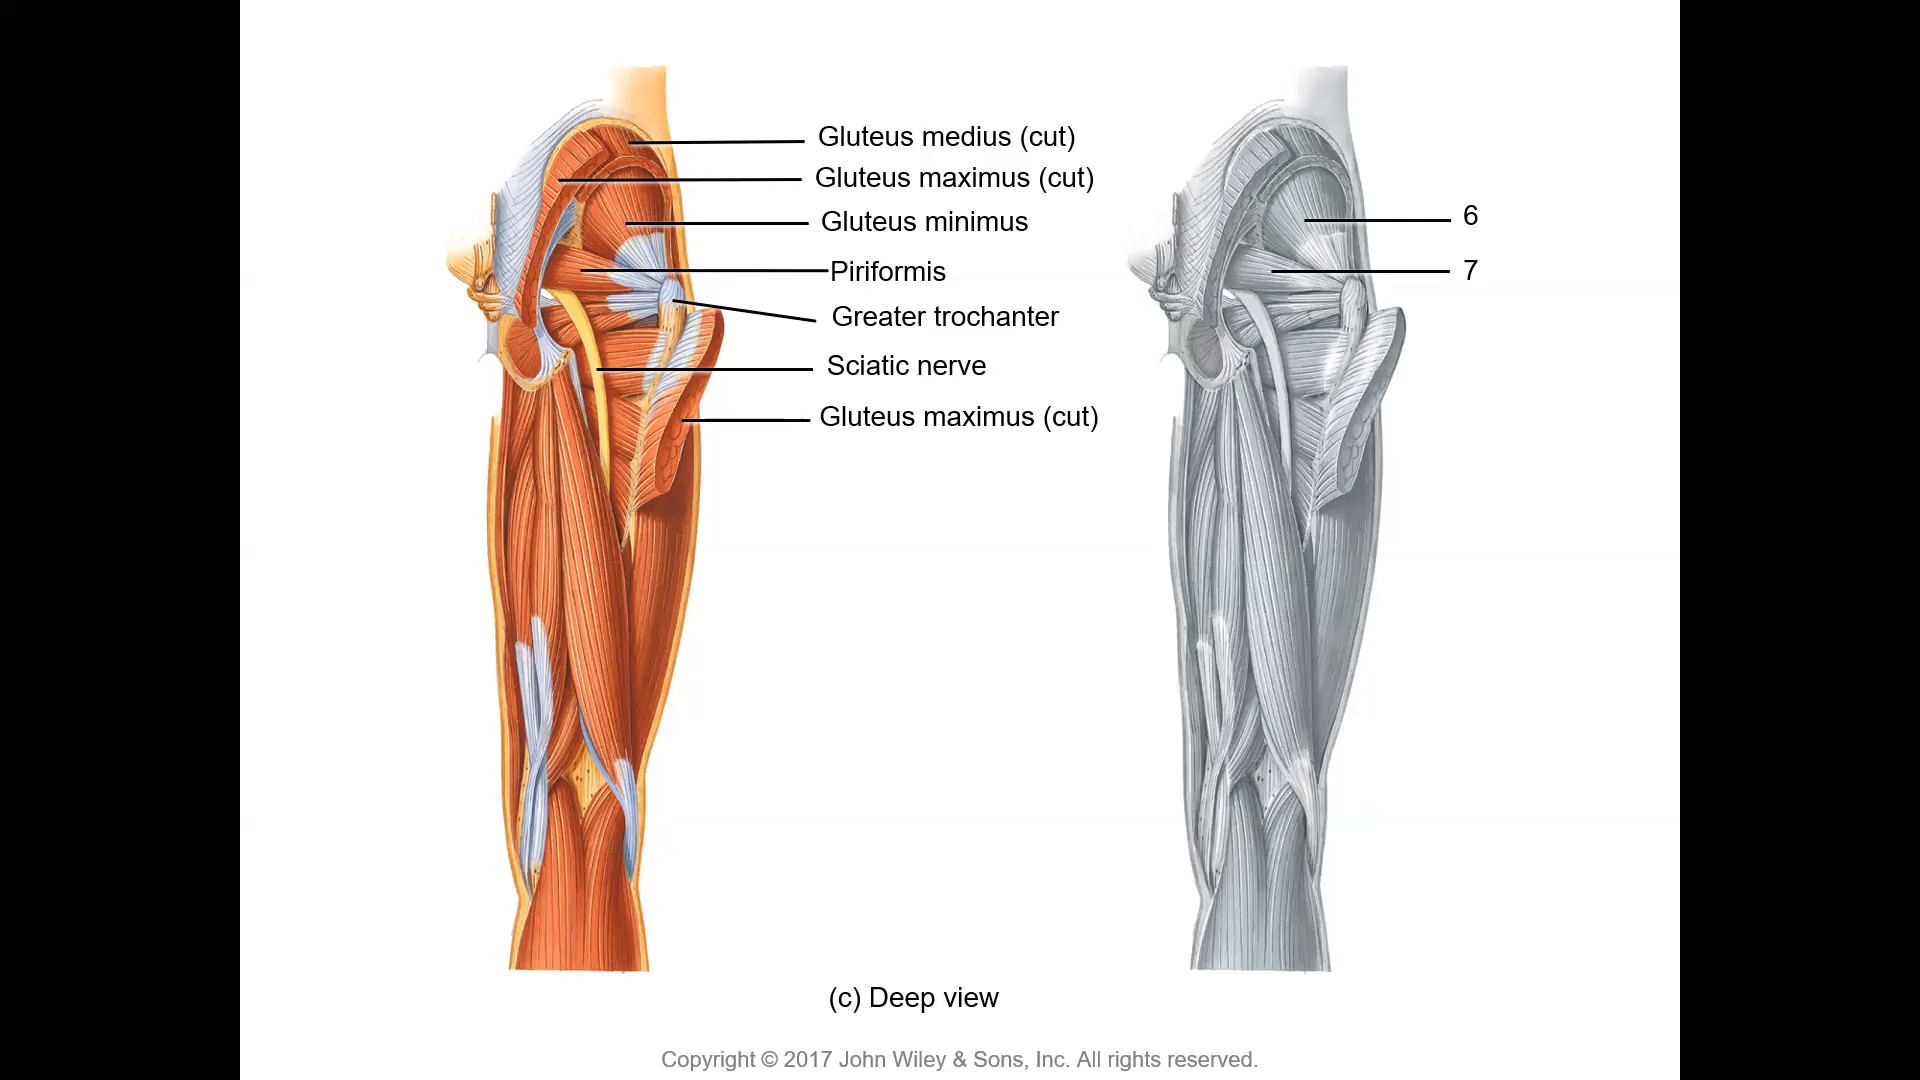 Gluteus medius (cut)
Gluteus maximus (cut)
Gluteus minimus
6
Piriformis
7
Greater trochanter
Sciatic nerve
Gluteus maximus (cut)
(c) Deep view
Copyright © 2017 John Wiley & Sons, Inc. All rights reserved.